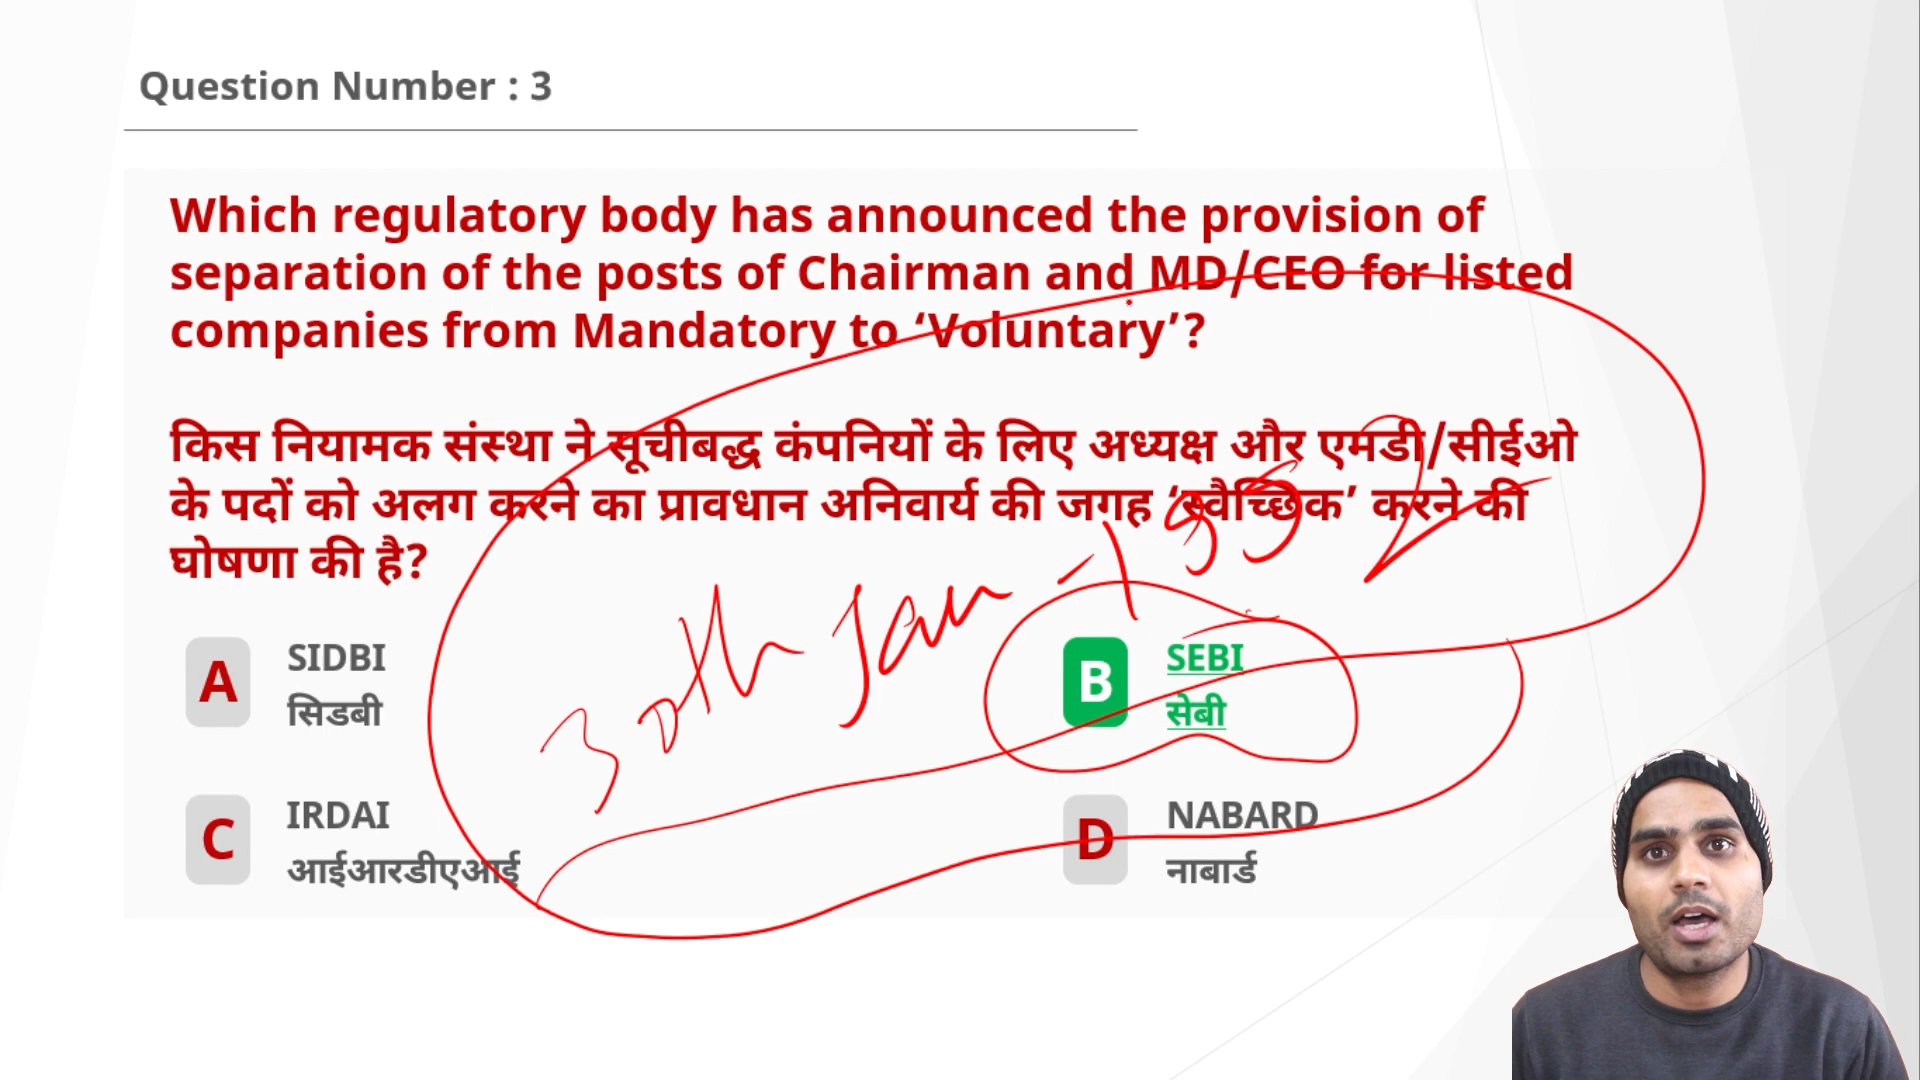 Question Number : 3
Which regulatory body has announced the provision of
separation of the posts of Chairman and MD/CEO for listed
companies from Mandatory to ‘Voluntary’?
किस नियामक संस्था ने सूचीबद्ध कंपनियों के लिए अध्यक्ष और एमडी/सीईओ
के पदों को अलग करने का प्रावधान अनिवार्य की जगह ‘स्वैच्छिक’ करने की
घोषणा की है?
30th Jan - 1992
A
SIDBI
सिडबी
B
SEBI
सेबी
C
IRDAI
आईआरडीएआई
D
NABARD
नाबार्ड